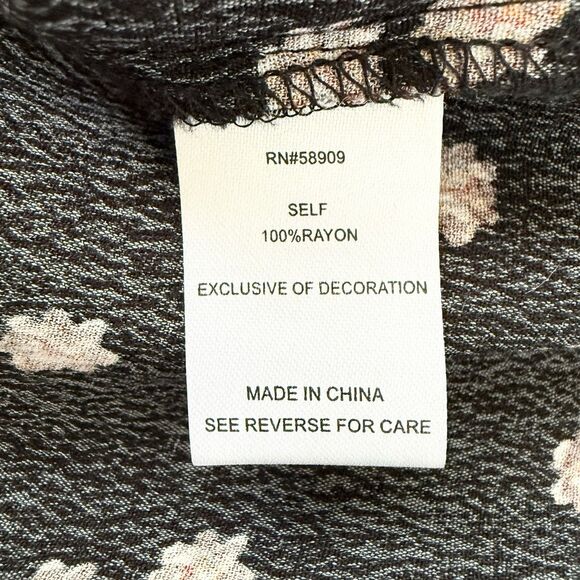 RN#58909
SELF
100%RAYON
EXCLUSIVE OF DECORATION
MADE IN CHINA
SEE REVERSE FOR CARE